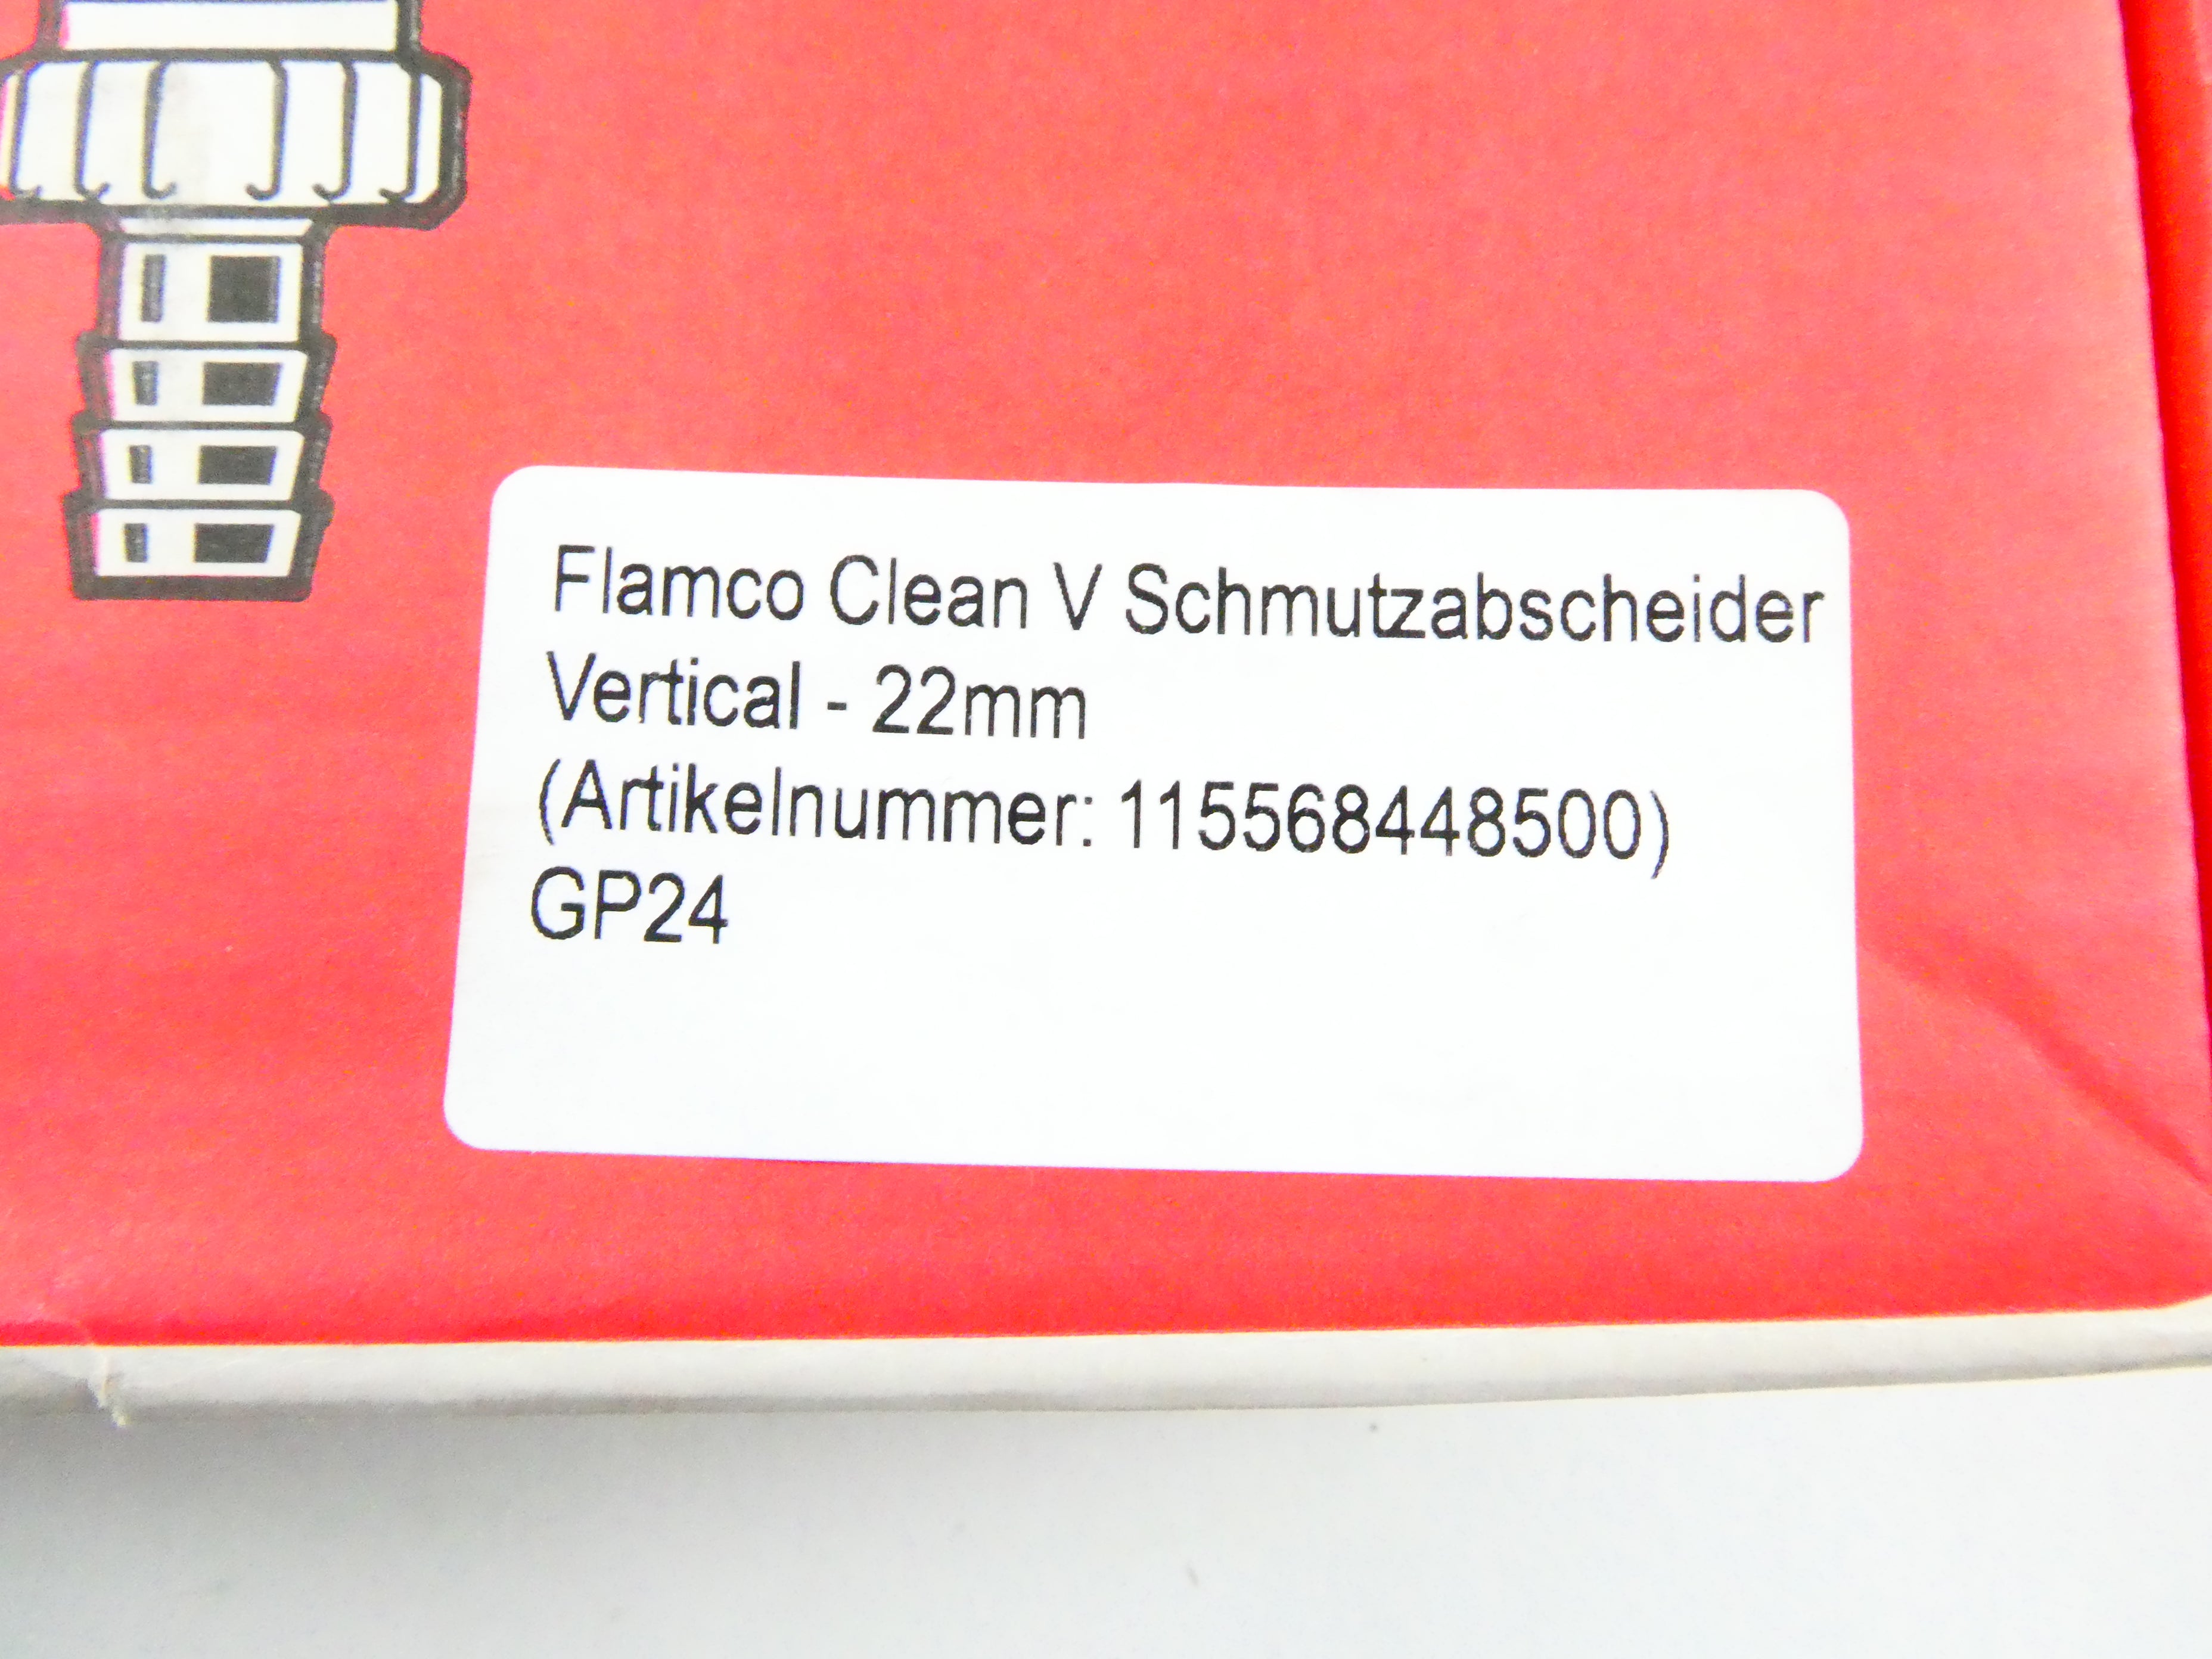 Flamco Clean V Schmutzabscheider
Vertical - 22mm
(Artikelnummer: 115568448500)
GP24